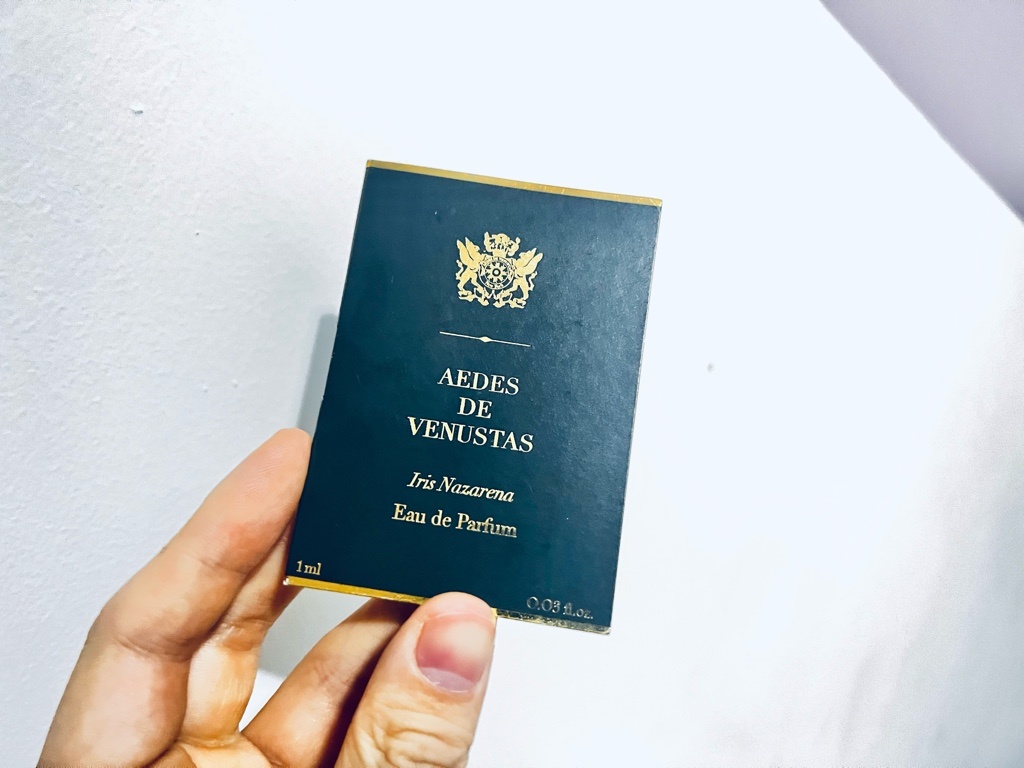 AEDES
DE
VENUSTAS
Iris Nazarena
Eau de Parfum
1 ml
0.03 fl.oz.